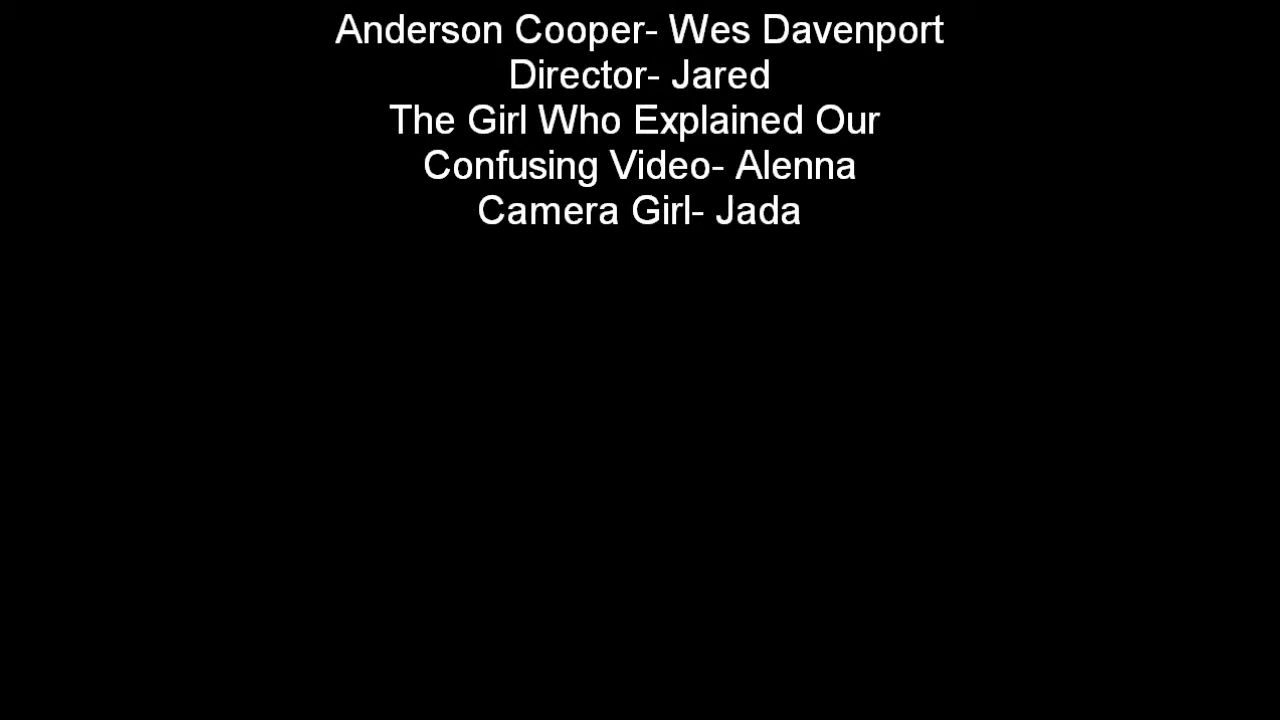 Anderson Cooper- Wes Davenport
Director- Jared
The Girl Who Explained Our
Confusing Video- Alenna
Camera Girl- Jada